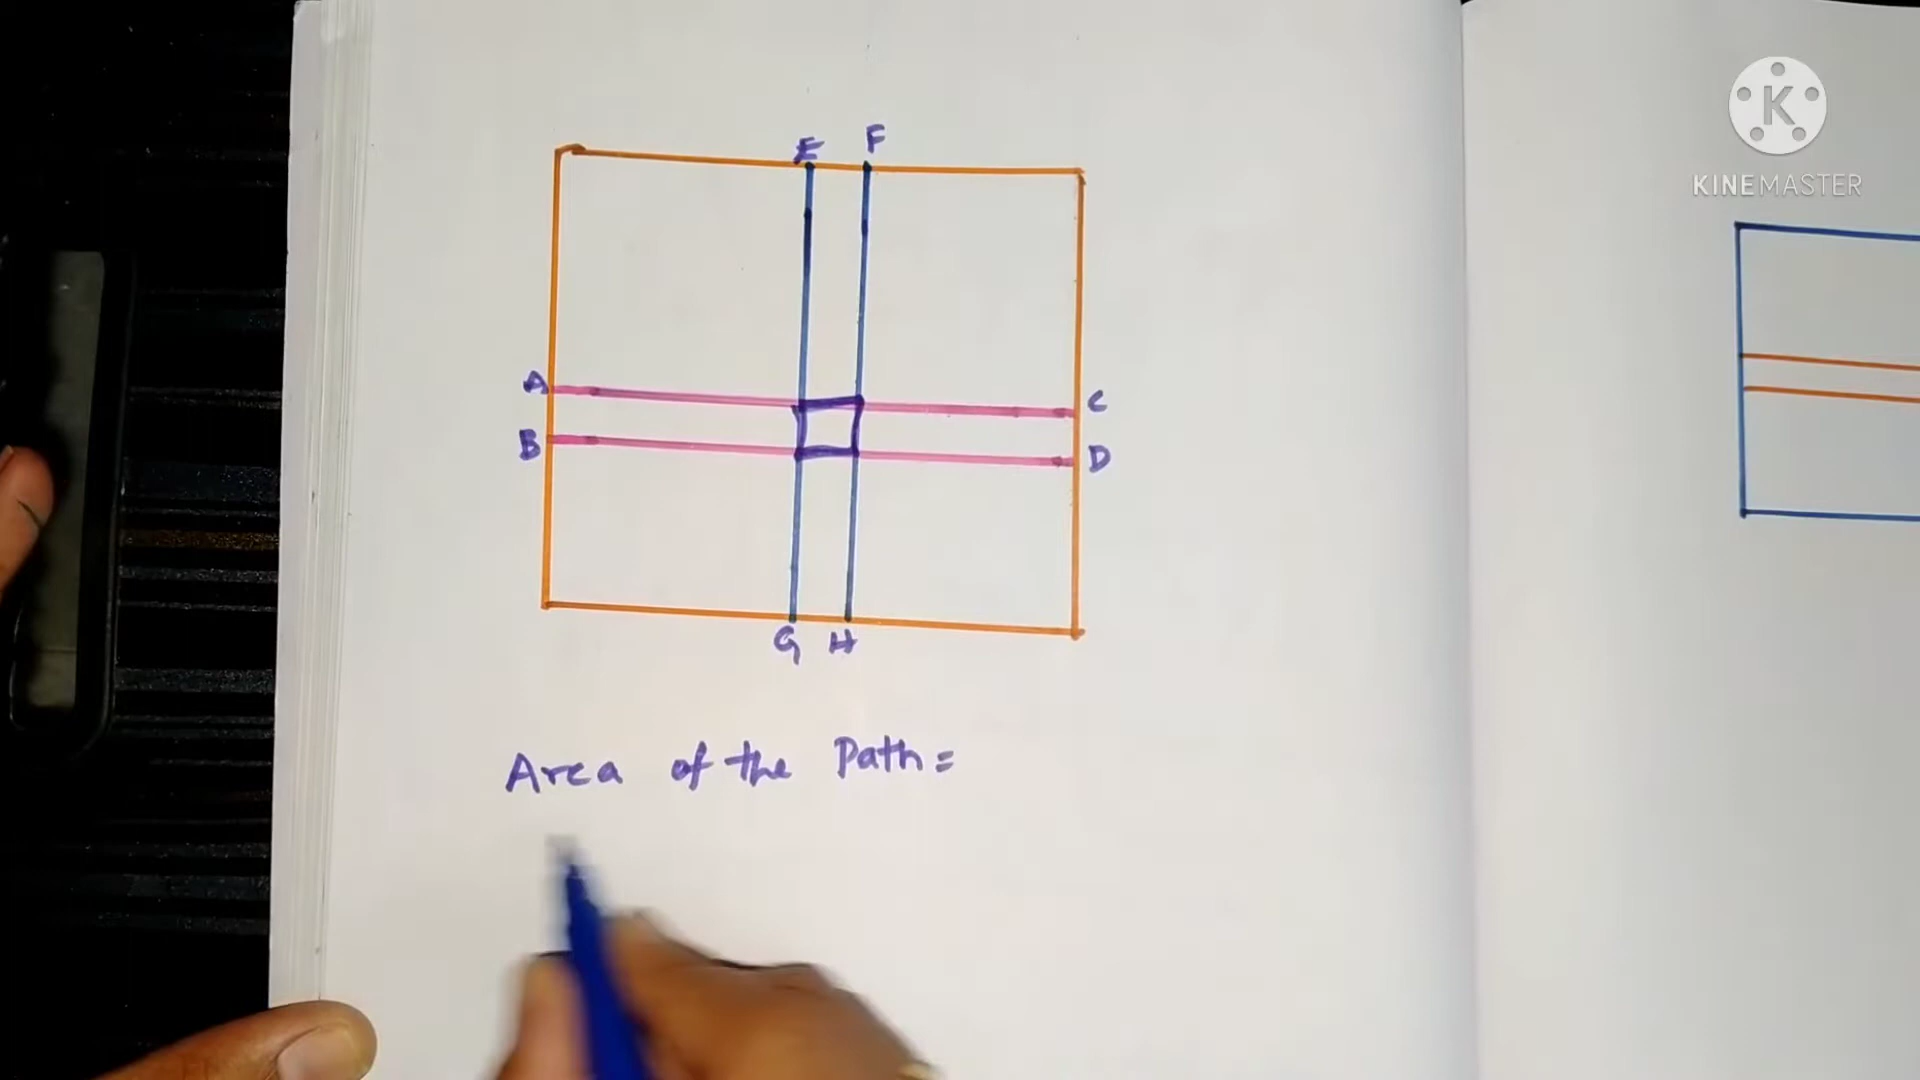 K
KINEMASTER
E F
A C
B D
G H
Area of the Path=